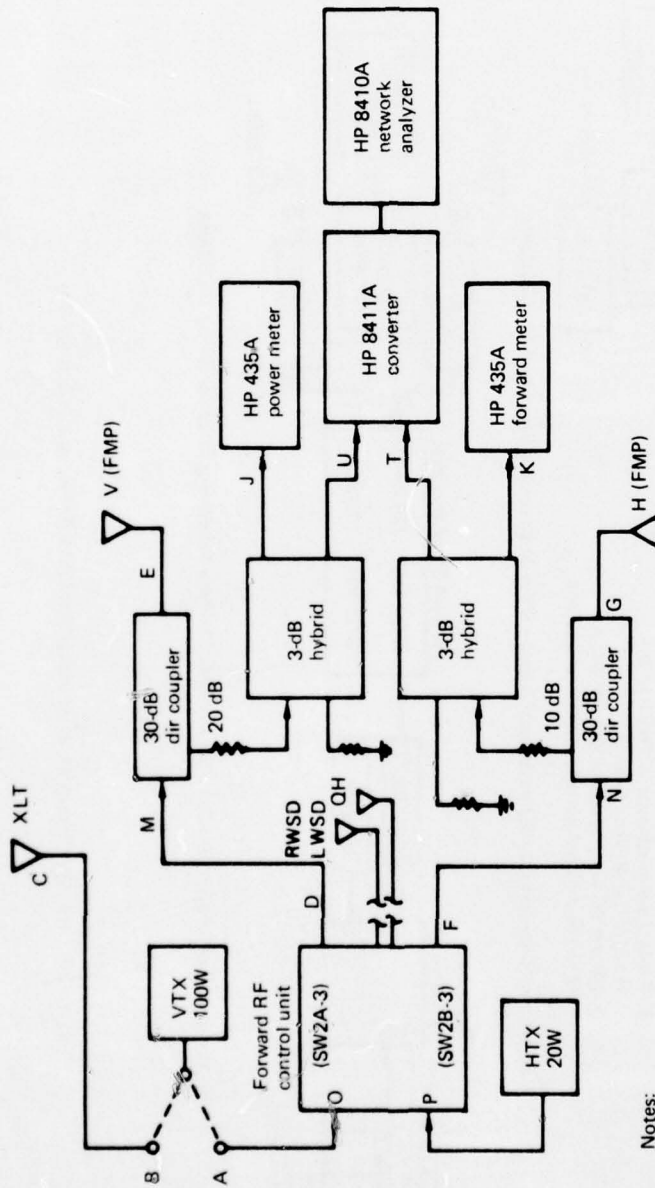 XLT
C
B
A
VTX
100W
V (FMP)
E
30-dB
dir coupler
20 dB
M
D
Forward RF
control unit
(SW2A-3)
O
(SW2B-3)
P
F
HTX
20W
RWSD
LWSD
QH
3-dB
hybrid
J
U
HP 435A
power meter
HP 8411A
converter
HP 8410A
network
analyzer
T
K
3-dB
hybrid
HP 435A
forward meter
10 dB
30-dB
dir coupler
N
G
H (FMP)
Notes: